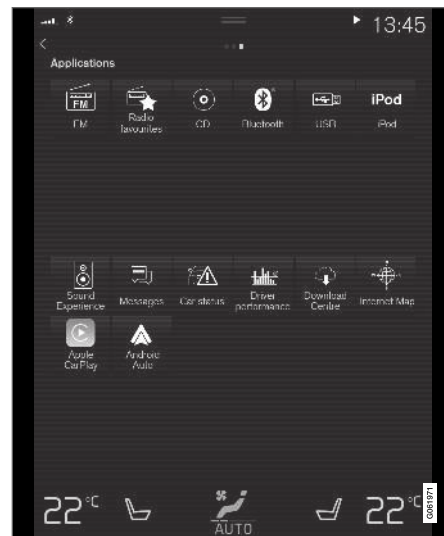 13:45
Applications
FM
FM
Radio
favourites
CD
Bluetooth
USB
iPod
iPod
Sound
Experience
Messages
Car status
Driver
performance
Download
Centre
Internet Map
Apple
CarPlay
Android
Auto
22°C
AUTO
22°C
G061971